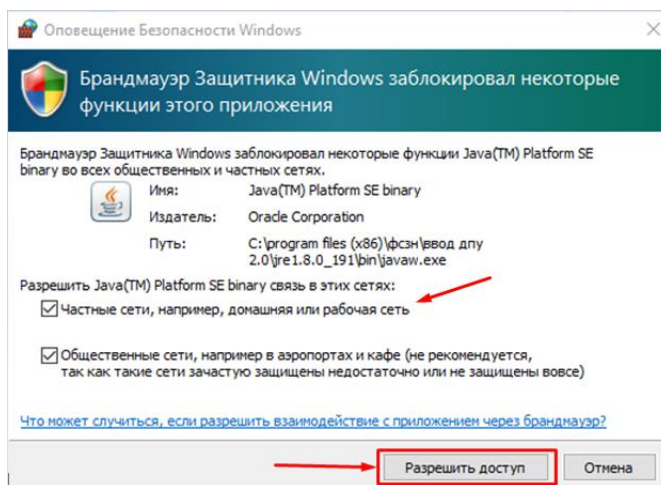 Оповещение Безопасности Windows
Брандмауэр Защитника Windows заблокировал некоторые
функции этого приложения
Брандмауэр Защитника Windows заблокировал некоторые функции Java(TM) Platform SE
binary во всех общественных и частных сетях.
Имя: Java(TM) Platform SE binary
Издатель: Oracle Corporation
Путь: C:\program files (x86)\фсзн\ввод дпу
2.0\jre1.8.0_191\bin\javaw.exe
Разрешить Java(TM) Platform SE binary связь в этих сетях:
Частные сети, например, домашняя или рабочая сеть
Общественные сети, например в аэропортах и кафе (не рекомендуется,
так как такие сети зачастую защищены недостаточно или не защищены вовсе)
Что может случиться, если разрешить взаимодействие с приложением через брандмауэр?
Разрешить доступ Отмена